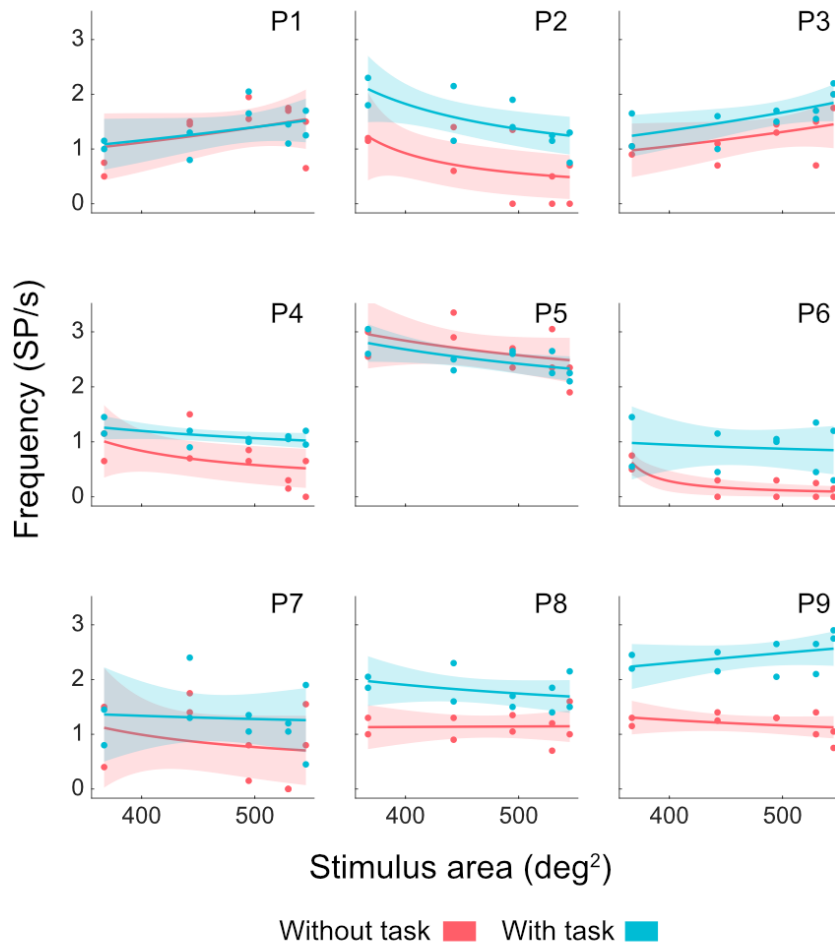 P1 P2 P3
3
2
1
0
P4 P5 P6
3
2
1
0
P7 P8 P9
3
2
1
0
400 500 400 500 400 500
Frequency (SP/s)
Stimulus area (deg²)
Without task With task